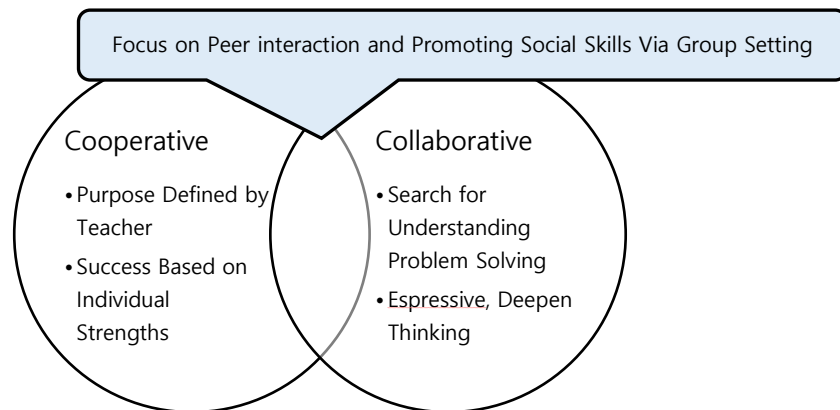 Focus on Peer interaction and Promoting Social Skills Via Group Setting
Cooperative
• Purpose Defined by
Teacher
• Success Based on
Individual
Strengths
Collaborative
• Search for
Understanding
Problem Solving
• Espressive, Deepen
Thinking